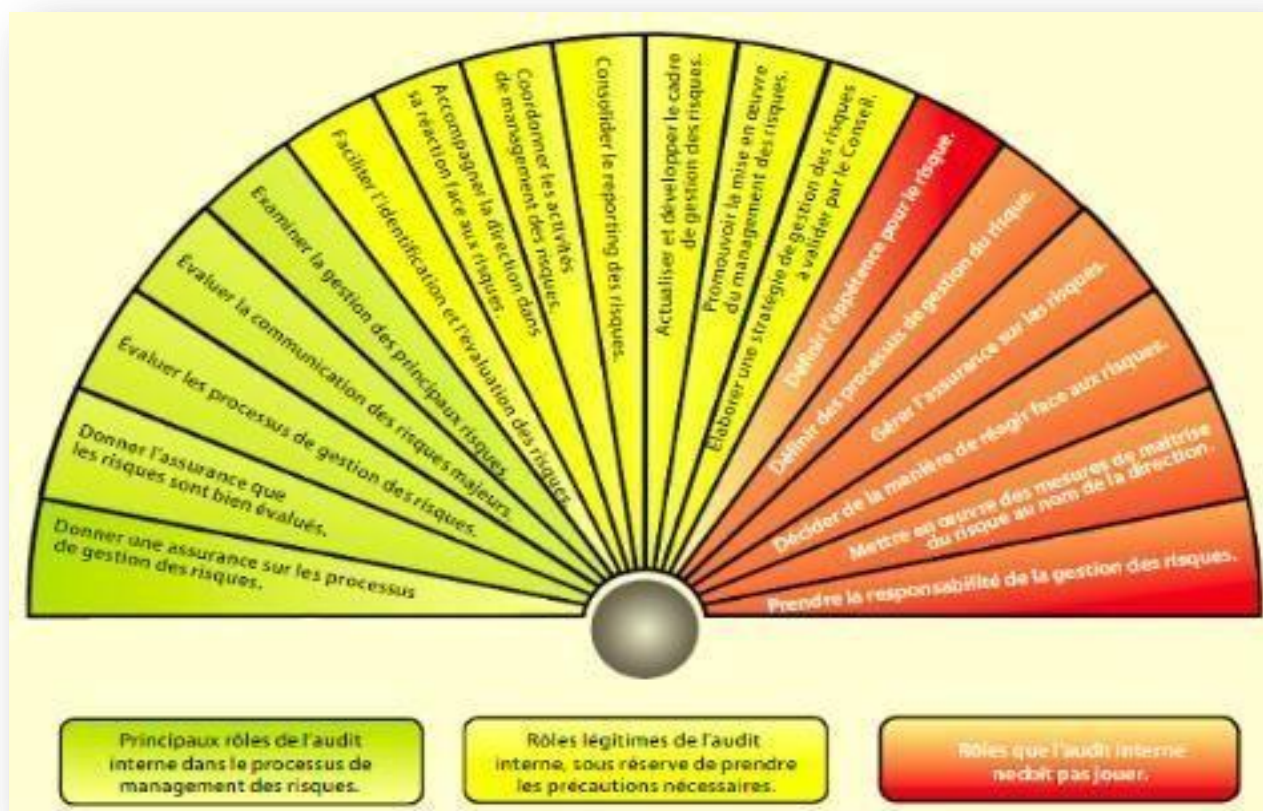 Donner une assurance sur les processus
de gestion des risques.
Donner l'assurance que
les risques sont bien évalués.
Évaluer les processus de gestion des risques.
Évaluer la communication des risques majeurs.
Examiner la gestion des principaux risques.
Faciliter l'identification et l'évaluation des risques.
Accompagner la direction dans
sa réaction face aux risques.
Coordonner les activités
de management des risques.
Consolider le reporting des risques.
Actualiser et développer le cadre
de gestion des risques.
Promouvoir la mise en œuvre
du management des risques.
Elaborer une stratégie de gestion des risques
à valider par le Conseil.
Définir l'appétence pour le risque.
Définir des processus de gestion du risque.
Gérer l'assurance sur les risques.
Décider de la manière de réagir face aux risques.
Mettre en œuvre des mesures de maîtrise
du risque au nom de la direction.
Prendre la responsabilité de la gestion des risques.
Principaux rôles de l'audit
interne dans le processus de
management des risques.
Rôles légitimes de l'audit
interne, sous réserve de prendre
les précautions nécessaires.
Rôles que l'audit interne
ne doit pas jouer.